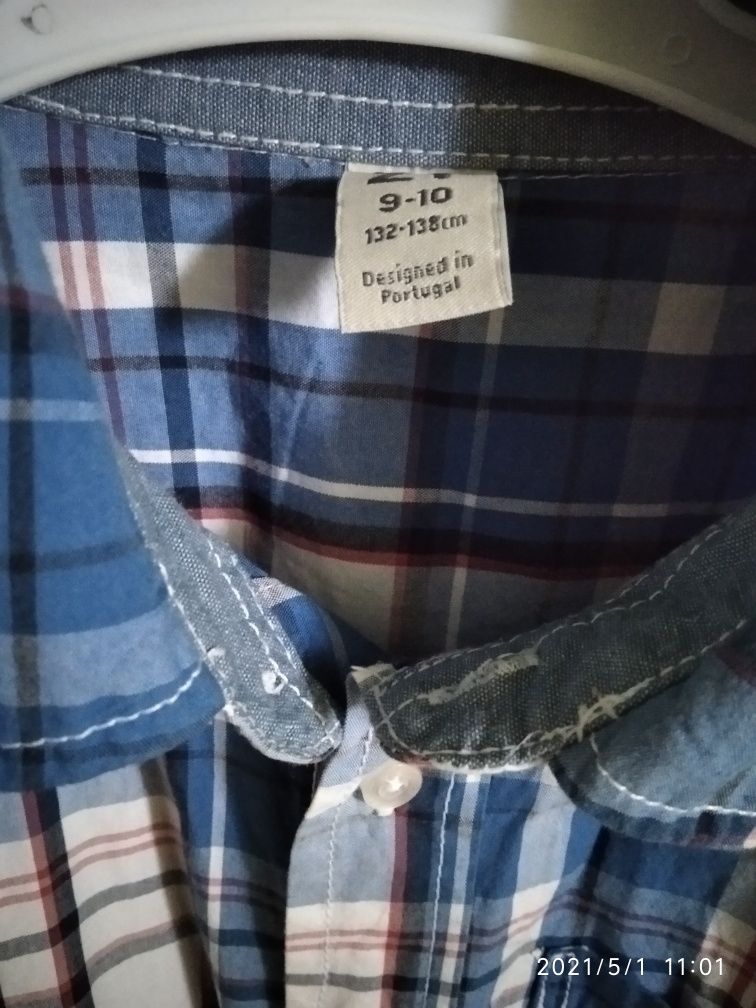 9-10
132-138cm
Designed in
Portugal
2021/5/1 11:01